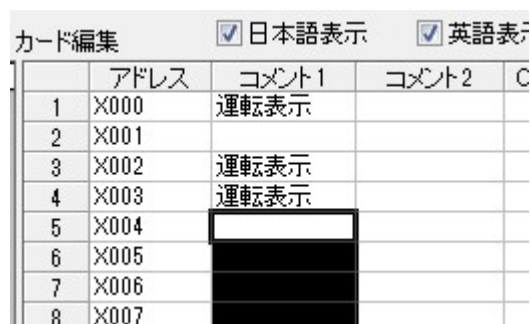 カード編集 日本語表示 英語表示
アドレス コメント1 コメント2
1 X000 運転表示
2 X001
3 X002 運転表示
4 X003 運転表示
5 X004
6 X005
7 X006
8 X007